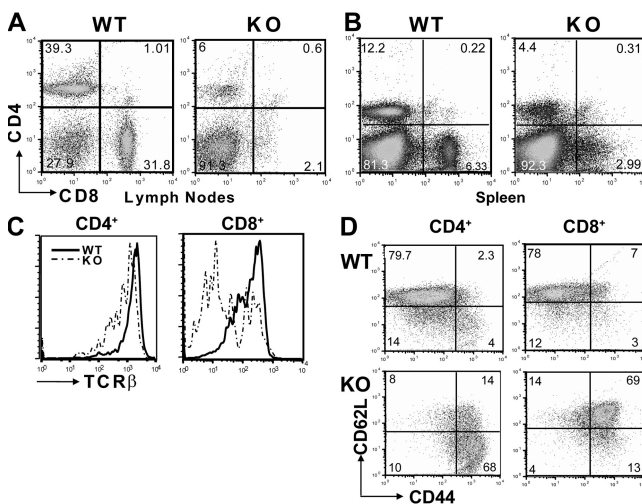 A
WT
KO
39.3
1.01
6
0.6
27.9
31.8
91.3
2.1
CD4
CD8
Lymph Nodes
B
WT
KO
12.2
0.22
4.4
0.31
81.3
6.33
92.3
2.99
Spleen
C
CD4⁺
CD8⁺
WT
KO
TCRβ
D
CD4⁺
CD8⁺
WT
79.7
2.3
78
7
14
4
12
3
KO
8
14
14
69
10
68
4
13
CD62L
CD44